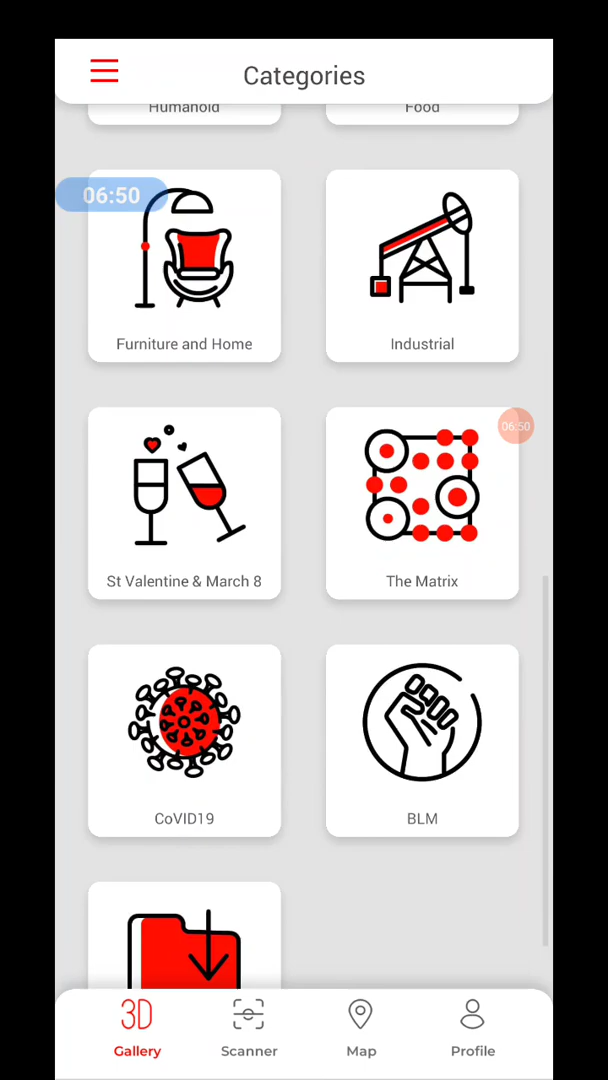 Categories
Humanoid
Food
06:50
Furniture and Home
Industrial
06:50
St Valentine & March 8
The Matrix
CoVID19
BLM
3D
Gallery
Scanner
Map
Profile